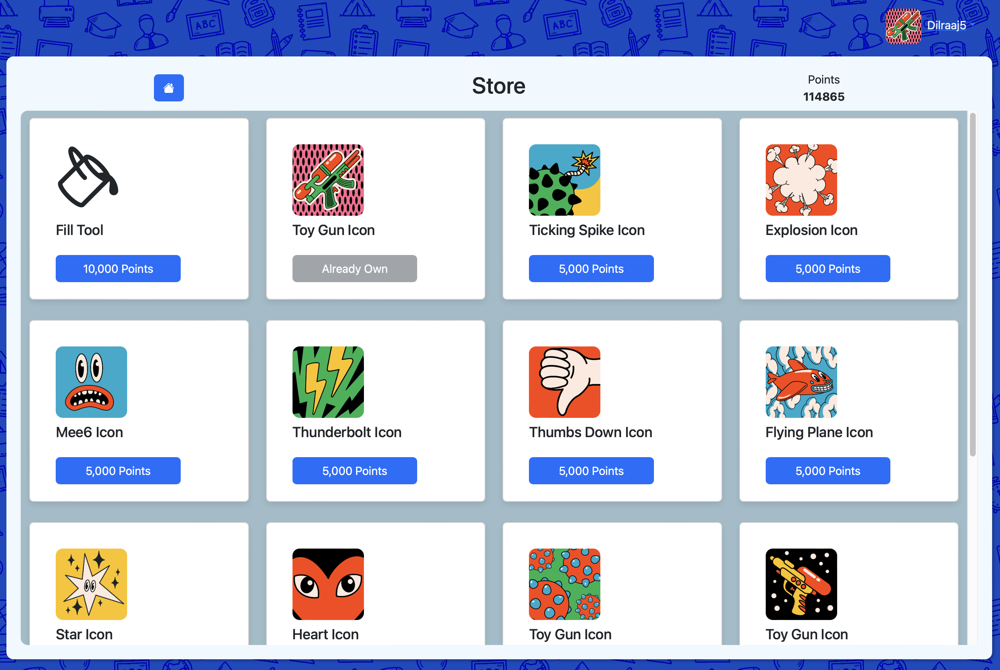 ABC
ABC
Dilraaj5
Store
Points
114865
Fill Tool
10,000 Points
Toy Gun Icon
Already Own
Ticking Spike Icon
5,000 Points
Explosion Icon
5,000 Points
Mee6 Icon
5,000 Points
Thunderbolt Icon
5,000 Points
Thumbs Down Icon
5,000 Points
Flying Plane Icon
5,000 Points
Star Icon
Heart Icon
Toy Gun Icon
Toy Gun Icon